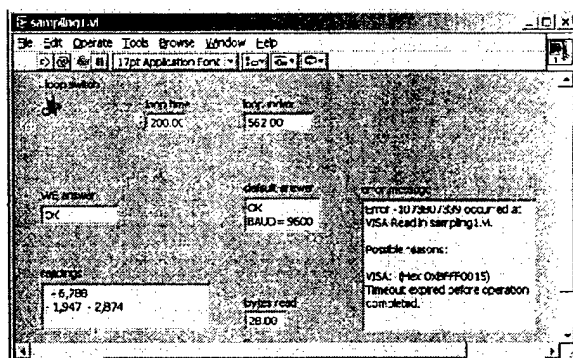 sampling1.vi
File Edit Operate Tools Browse Window Help
17pt Application Font
loop switch
loop time
loop index
200.00
562.00
WE answer
default answer
error message
OK
OK
BAUD= 9600
Error -1073807339 occurred at
VISA Read in sampling1.vi.
Possible reasons:
VISA: (Hex 0xBFFF0015)
Timeout expired before operation
completed.
readings
- 6,788
- 1,947 - 2,874
bytes read
28.00